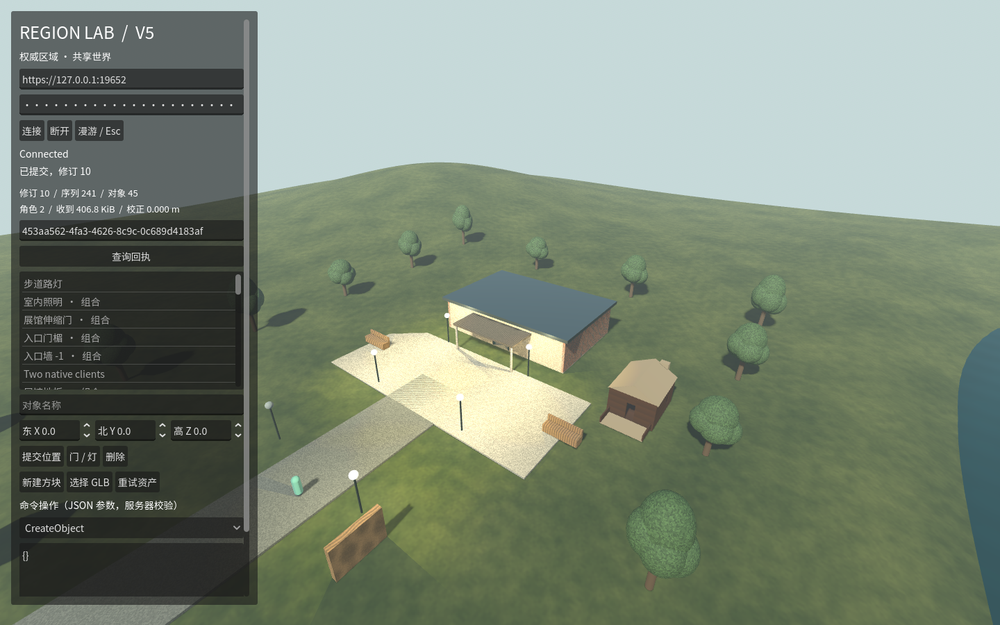 REGION LAB / V5
权威区域 · 共享世界
https://127.0.0.1:19652
连接 断开 漫游 / Esc
Connected
已提交，修订 10
修订 10 / 序列 241 / 对象 45
角色 2 / 收到 406.8 KiB / 校正 0.000 m
453aa562-4fa3-4626-8c9c-0c689d4183af
查询回执
步道路灯
室内照明 · 组合
展馆伸缩门 · 组合
入口门楣 · 组合
入口墙 -1 · 组合
Two native clients
对象名称
东 X 0.0 北 Y 0.0 高 Z 0.0
提交位置 门 / 灯 删除
新建方块 选择 GLB 重试资产
命令操作（JSON 参数，服务器校验）
CreateObject
{}